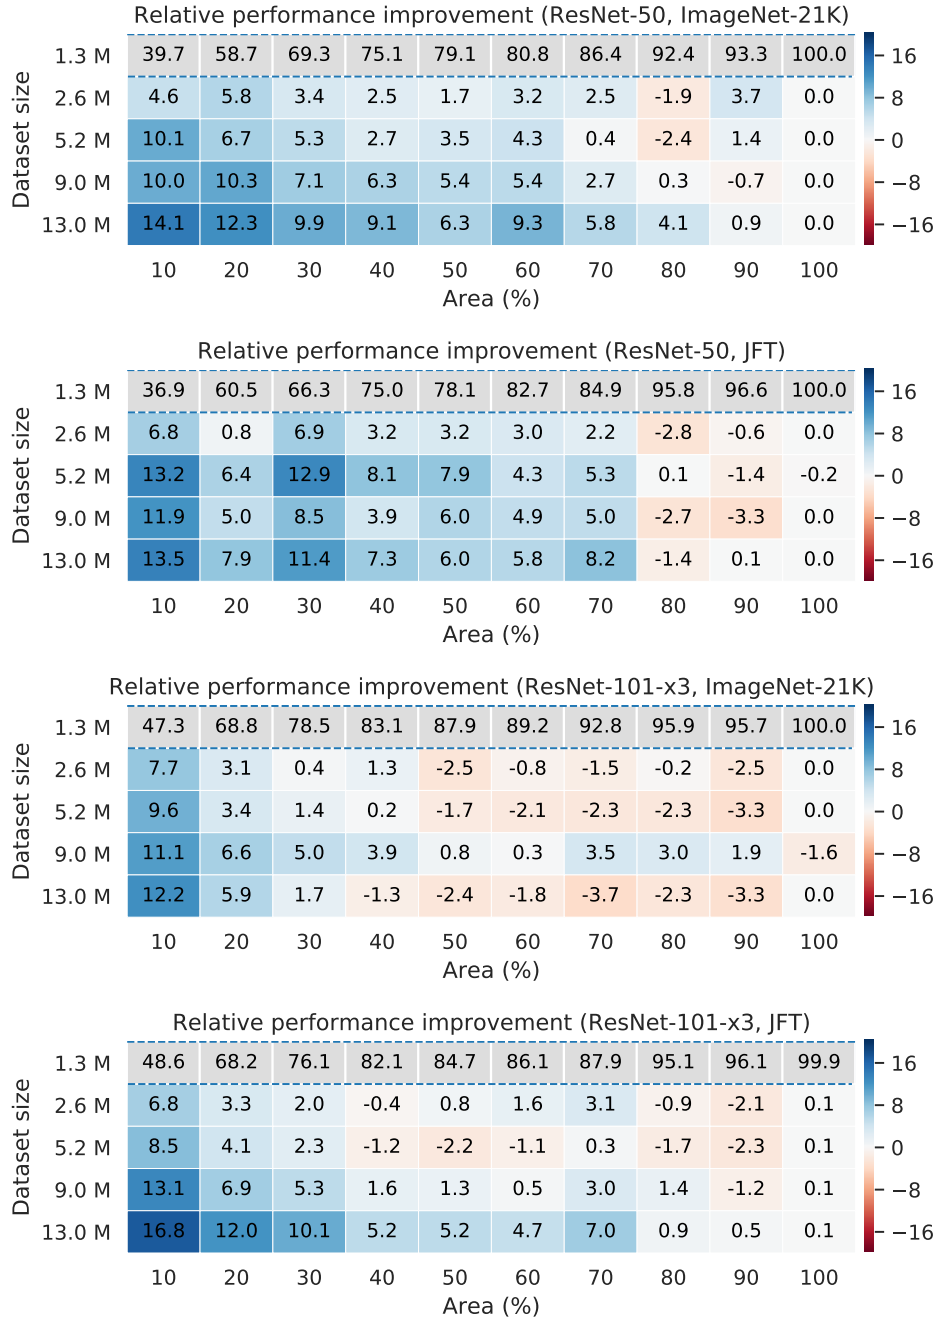 Relative performance improvement (ResNet-50, ImageNet-21K)
Dataset size
1.3 M 39.7 58.7 69.3 75.1 79.1 80.8 86.4 92.4 93.3 100.0
2.6 M 4.6 5.8 3.4 2.5 1.7 3.2 2.5 -1.9 3.7 0.0
5.2 M 10.1 6.7 5.3 2.7 3.5 4.3 0.4 -2.4 1.4 0.0
9.0 M 10.0 10.3 7.1 6.3 5.4 5.4 2.7 0.3 -0.7 0.0
13.0 M 14.1 12.3 9.9 9.1 6.3 9.3 5.8 4.1 0.9 0.0
10 20 30 40 50 60 70 80 90 100
Area (%)
16
8
0
−8
−16
Relative performance improvement (ResNet-50, JFT)
Dataset size
1.3 M 36.9 60.5 66.3 75.0 78.1 82.7 84.9 95.8 96.6 100.0
2.6 M 6.8 0.8 6.9 3.2 3.2 3.0 2.2 -2.8 -0.6 0.0
5.2 M 13.2 6.4 12.9 8.1 7.9 4.3 5.3 0.1 -1.4 -0.2
9.0 M 11.9 5.0 8.5 3.9 6.0 4.9 5.0 -2.7 -3.3 0.0
13.0 M 13.5 7.9 11.4 7.3 6.0 5.8 8.2 -1.4 0.1 0.0
10 20 30 40 50 60 70 80 90 100
Area (%)
16
8
0
−8
−16
Relative performance improvement (ResNet-101-x3, ImageNet-21K)
Dataset size
1.3 M 47.3 68.8 78.5 83.1 87.9 89.2 92.8 95.9 95.7 100.0
2.6 M 7.7 3.1 0.4 1.3 -2.5 -0.8 -1.5 -0.2 -2.5 0.0
5.2 M 9.6 3.4 1.4 0.2 -1.7 -2.1 -2.3 -2.3 -3.3 0.0
9.0 M 11.1 6.6 5.0 3.9 0.8 0.3 3.5 3.0 1.9 -1.6
13.0 M 12.2 5.9 1.7 -1.3 -2.4 -1.8 -3.7 -2.3 -3.3 0.0
10 20 30 40 50 60 70 80 90 100
Area (%)
16
8
0
−8
−16
Relative performance improvement (ResNet-101-x3, JFT)
Dataset size
1.3 M 48.6 68.2 76.1 82.1 84.7 86.1 87.9 95.1 96.1 99.9
2.6 M 6.8 3.3 2.0 -0.4 0.8 1.6 3.1 -0.9 -2.1 0.1
5.2 M 8.5 4.1 2.3 -1.2 -2.2 -1.1 0.3 -1.7 -2.3 0.1
9.0 M 13.1 6.9 5.3 1.6 1.3 0.5 3.0 1.4 -1.2 0.1
13.0 M 16.8 12.0 10.1 5.2 5.2 4.7 7.0 0.9 0.5 0.1
10 20 30 40 50 60 70 80 90 100
Area (%)
16
8
0
−8
−16